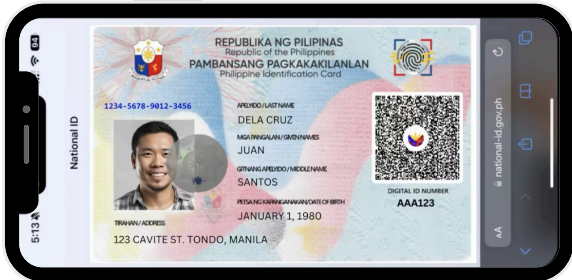 REPUBLIKA NG PILIPINAS
Republic of the Philippines
PAMBANSANG PAGKAKAKILANLAN
Philippine Identification Card
1234-5678-9012-3456
APELYIDO / LAST NAME
DELA CRUZ
MGA PANGALAN / GIVEN NAMES
JUAN
GITNANG APELYIDO / MIDDLE NAME
SANTOS
PETSA NG KAPANGANAKAN/DATE OF BIRTH
JANUARY 1, 1980
TIRAHAN / ADDRESS
123 CAVITE ST. TONDO, MANILA
DIGITAL ID NUMBER
AAA123
National ID
5:13
94
AA
national-id.gov.ph